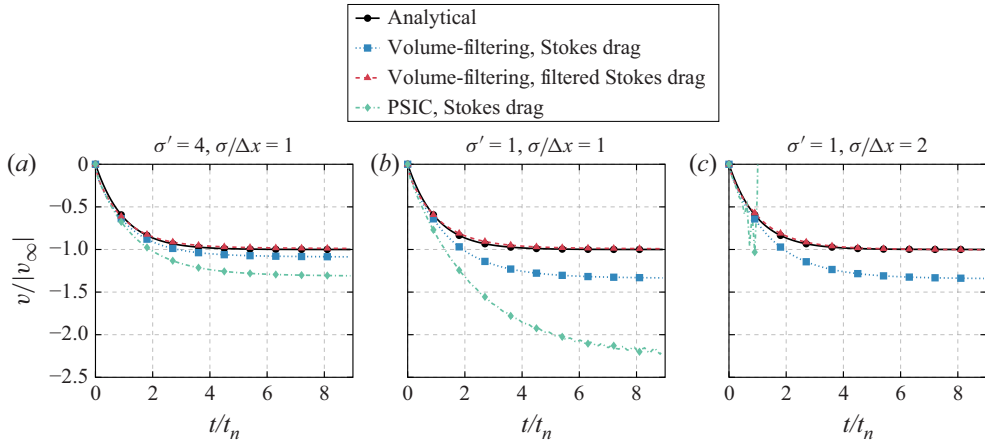 Analytical
Volume-filtering, Stokes drag
Volume-filtering, filtered Stokes drag
PSIC, Stokes drag
(a) σ′ = 4, σ/Δx = 1
(b) σ′ = 1, σ/Δx = 1
(c) σ′ = 1, σ/Δx = 2
v/|v∞|
0
−0.5
−1.0
−1.5
−2.0
−2.5
0 2 4 6 8
0 2 4 6 8
0 2 4 6 8
t/tn
t/tn
t/tn